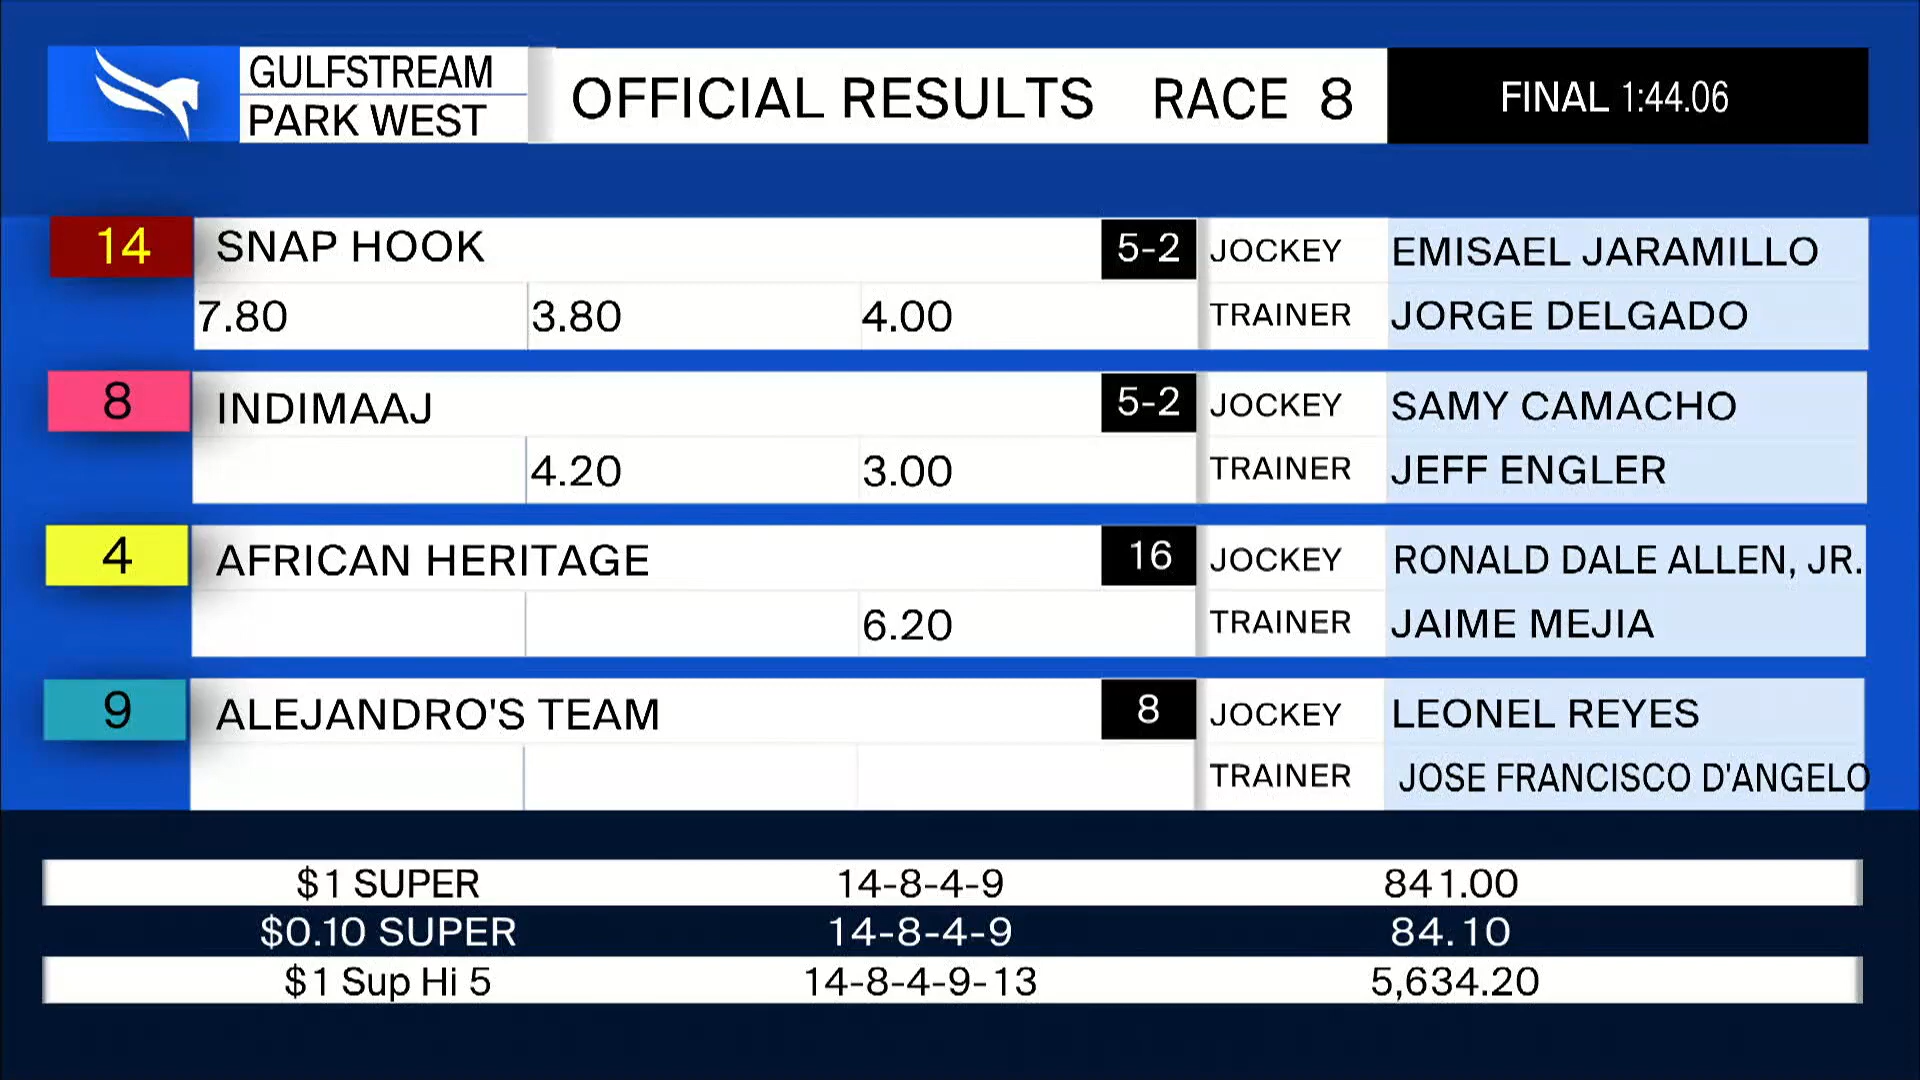 GULFSTREAM
PARK WEST
OFFICIAL RESULTS RACE 8
FINAL 1:44.06
14 SNAP HOOK 5-2 JOCKEY EMISAEL JARAMILLO
7.80 3.80 4.00 TRAINER JORGE DELGADO
8 INDIMAAJ 5-2 JOCKEY SAMY CAMACHO
4.20 3.00 TRAINER JEFF ENGLER
4 AFRICAN HERITAGE 16 JOCKEY RONALD DALE ALLEN, JR.
6.20 TRAINER JAIME MEJIA
9 ALEJANDRO'S TEAM 8 JOCKEY LEONEL REYES
TRAINER JOSE FRANCISCO D'ANGELO
$1 SUPER 14-8-4-9 841.00
$0.10 SUPER 14-8-4-9 84.10
$1 Sup Hi 5 14-8-4-9-13 5,634.20